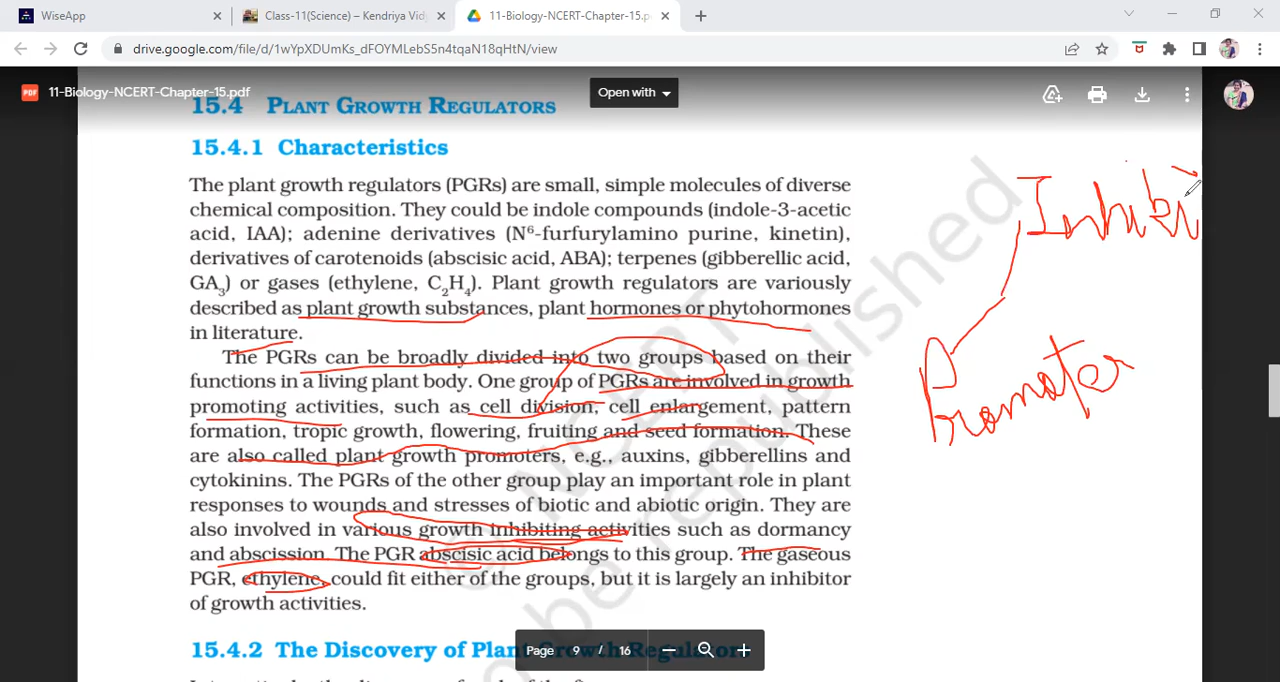 WiseApp
Class-11(Science) – Kendriya Vidy
11-Biology-NCERT-Chapter-15.p
drive.google.com/file/d/1wYpXDUmKs_dFOYMLebS5n4tqaN18qHtN/view
11-Biology-NCERT-Chapter-15.pdf
Open with
15.4 PLANT GROWTH REGULATORS
15.4.1 Characteristics
The plant growth regulators (PGRs) are small, simple molecules of diverse
chemical composition. They could be indole compounds (indole-3-acetic
acid, IAA); adenine derivatives (N⁶-furfurylamino purine, kinetin),
derivatives of carotenoids (abscisic acid, ABA); terpenes (gibberellic acid,
GA₃) or gases (ethylene, C₂H₄). Plant growth regulators are variously
described as plant growth substances, plant hormones or phytohormones
in literature.
The PGRs can be broadly divided into two groups based on their
functions in a living plant body. One group of PGRs are involved in growth
promoting activities, such as cell division, cell enlargement, pattern
formation, tropic growth, flowering, fruiting and seed formation. These
are also called plant growth promoters, e.g., auxins, gibberellins and
cytokinins. The PGRs of the other group play an important role in plant
responses to wounds and stresses of biotic and abiotic origin. They are
also involved in various growth inhibiting activities such as dormancy
and abscission. The PGR abscisic acid belongs to this group. The gaseous
PGR, ethylene, could fit either of the groups, but it is largely an inhibitor
of growth activities.
15.4.2 The Discovery of Plant Growth Regulators
Page 9 / 16
Promoter
© NCERT
be republished